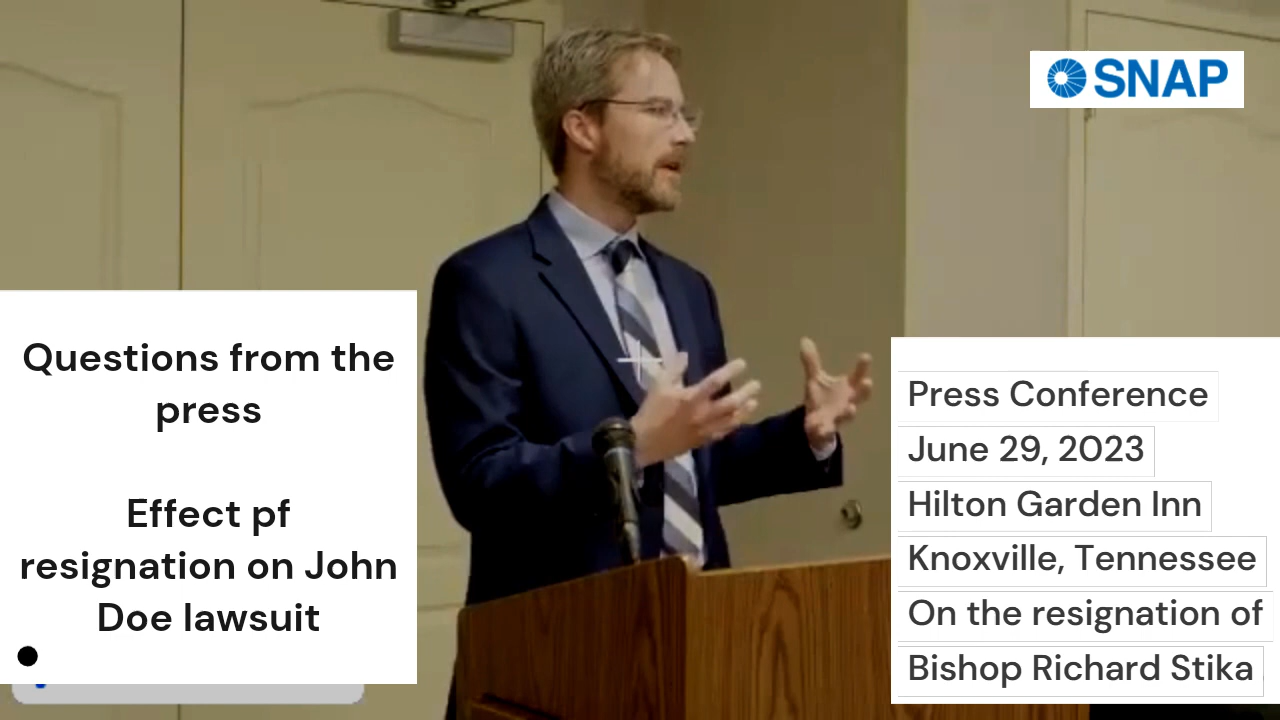 SNAP
Questions from the
press
Effect pf
resignation on John
Doe lawsuit
Press Conference
June 29, 2023
Hilton Garden Inn
Knoxville, Tennessee
On the resignation of
Bishop Richard Stika